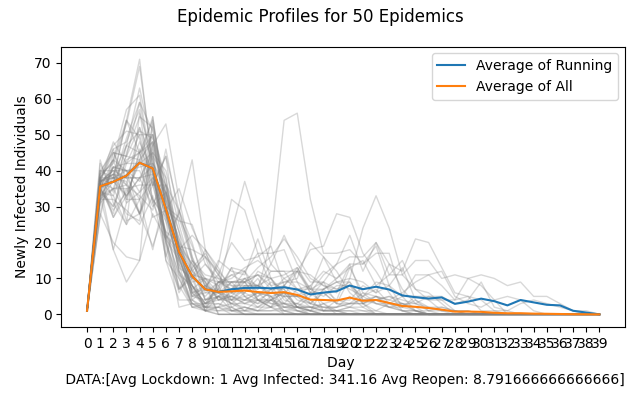 Epidemic Profiles for 50 Epidemics
Newly Infected Individuals
70
60
50
40
30
20
10
0
Average of Running
Average of All
0 1 2 3 4 5 6 7 8 9 10 11 12 13 14 15 16 17 18 19 20 21 22 23 24 25 26 27 28 29 30 31 32 33 34 35 36 37 38 39
Day
DATA:[Avg Lockdown: 1 Avg Infected: 341.16 Avg Reopen: 8.791666666666666]